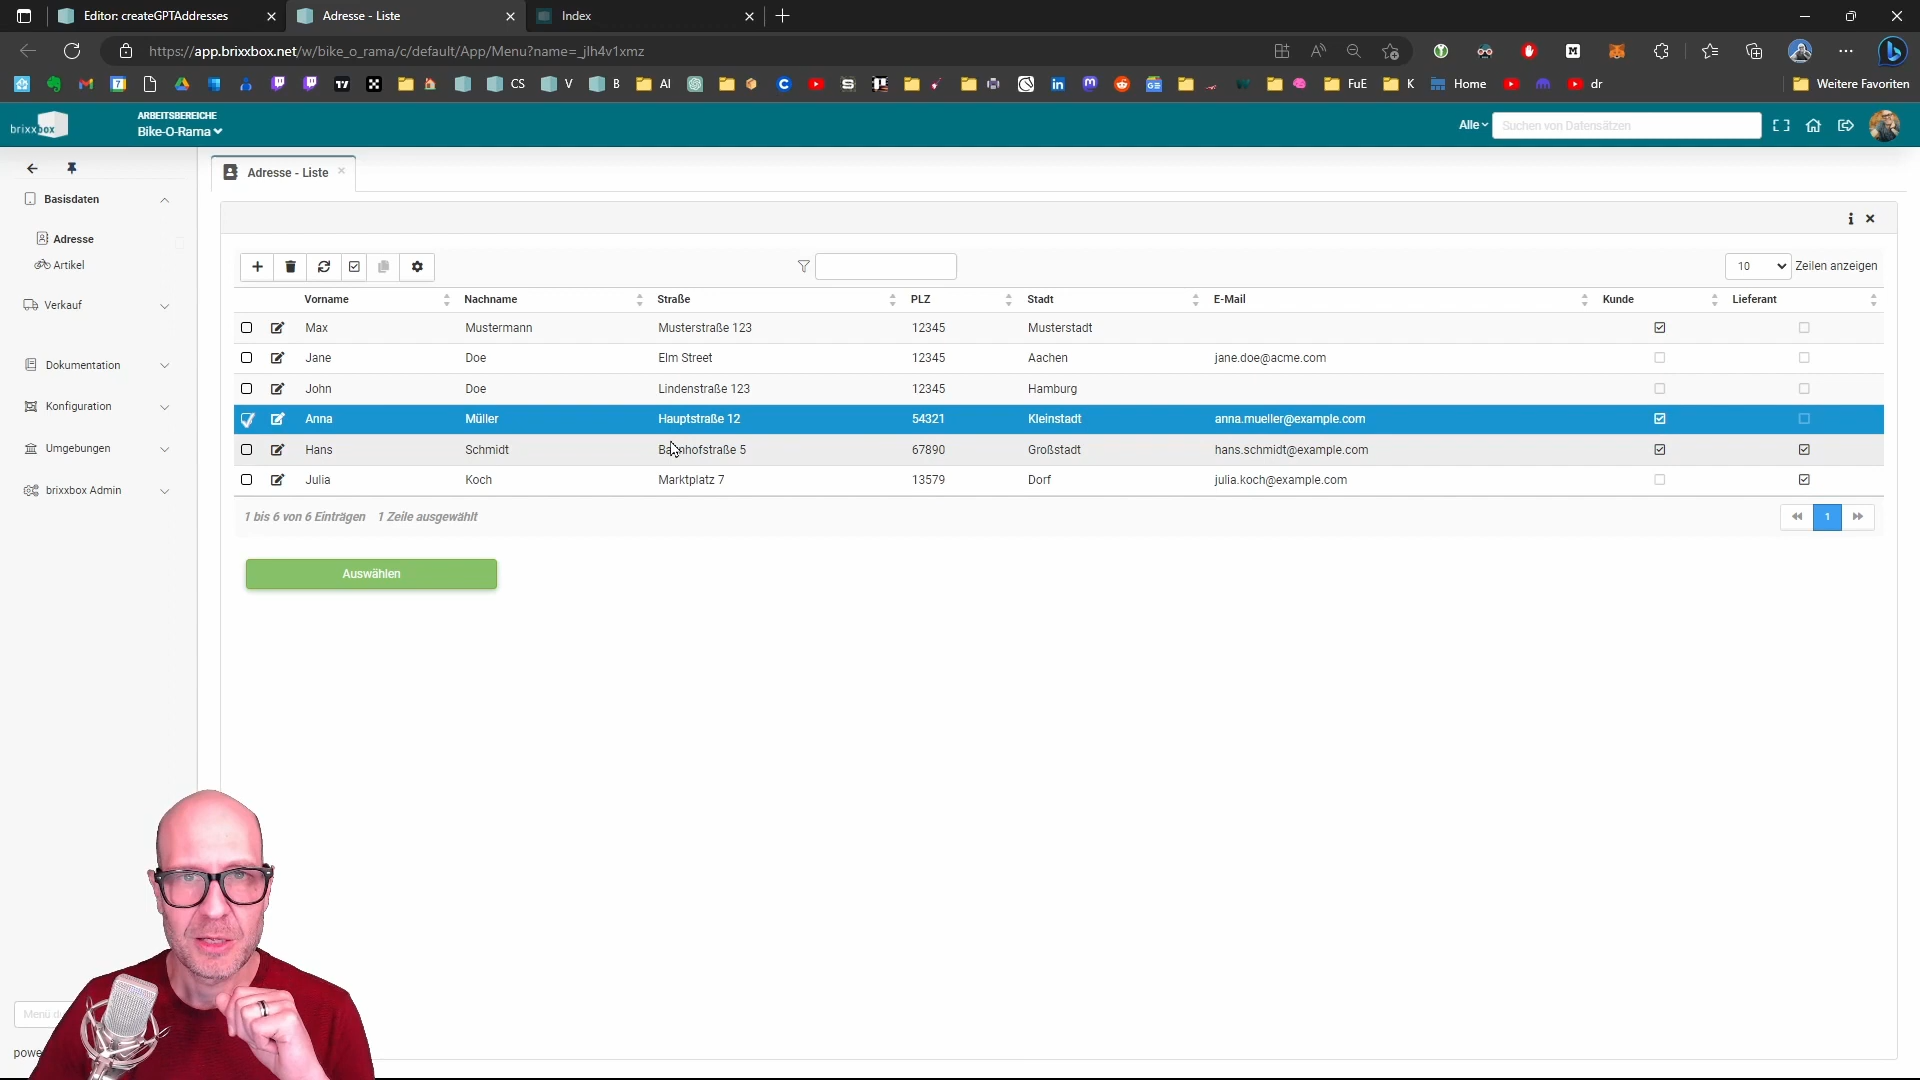 Editor: createGPTAddresses
Adresse - Liste
Index
https://app.brixxbox.net/w/bike_o_rama/c/default/App/Menu?name=_jlh4v1xmz
CS
V
B
AI
FuE
K
Home
dr
Weitere Favoriten
brixxbox
ARBEITSBEREICHE
Bike-O-Rama
Alle
Suchen von Datensätzen
Adresse - Liste
Basisdaten
Adresse
Artikel
Verkauf
Dokumentation
Konfiguration
Umgebungen
brixxbox Admin
10
Zeilen anzeigen
Vorname Nachname Straße PLZ Stadt E-Mail Kunde Lieferant
Max Mustermann Musterstraße 123 12345 Musterstadt
Jane Doe Elm Street 12345 Aachen jane.doe@acme.com
John Doe Lindenstraße 123 12345 Hamburg
Anna Müller Hauptstraße 12 54321 Kleinstadt anna.mueller@example.com
Hans Schmidt Bahnhofstraße 5 67890 Großstadt hans.schmidt@example.com
Julia Koch Marktplatz 7 13579 Dorf julia.koch@example.com
1 bis 6 von 6 Einträgen 1 Zeile ausgewählt
1
Auswählen
Menü
powe